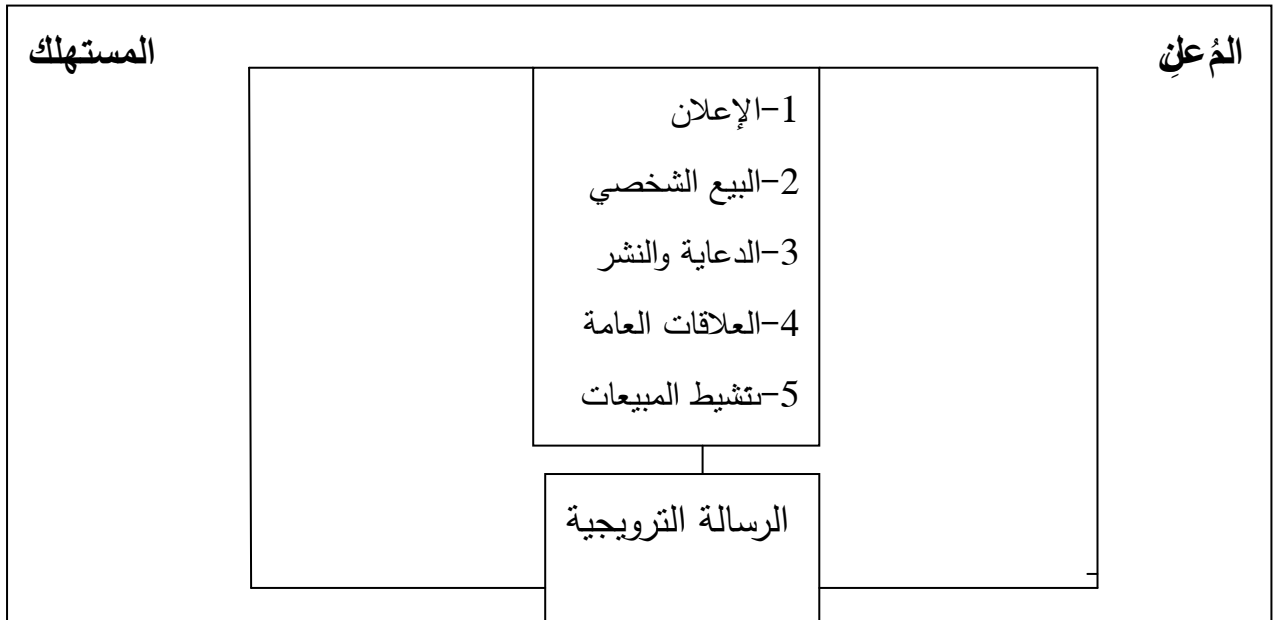 المُعلِن
المستهلك
1-الإعلان
2-البيع الشخصي
3-الدعاية والنشر
4-العلاقات العامة
5-تنشيط المبيعات
الرسالة الترويجية